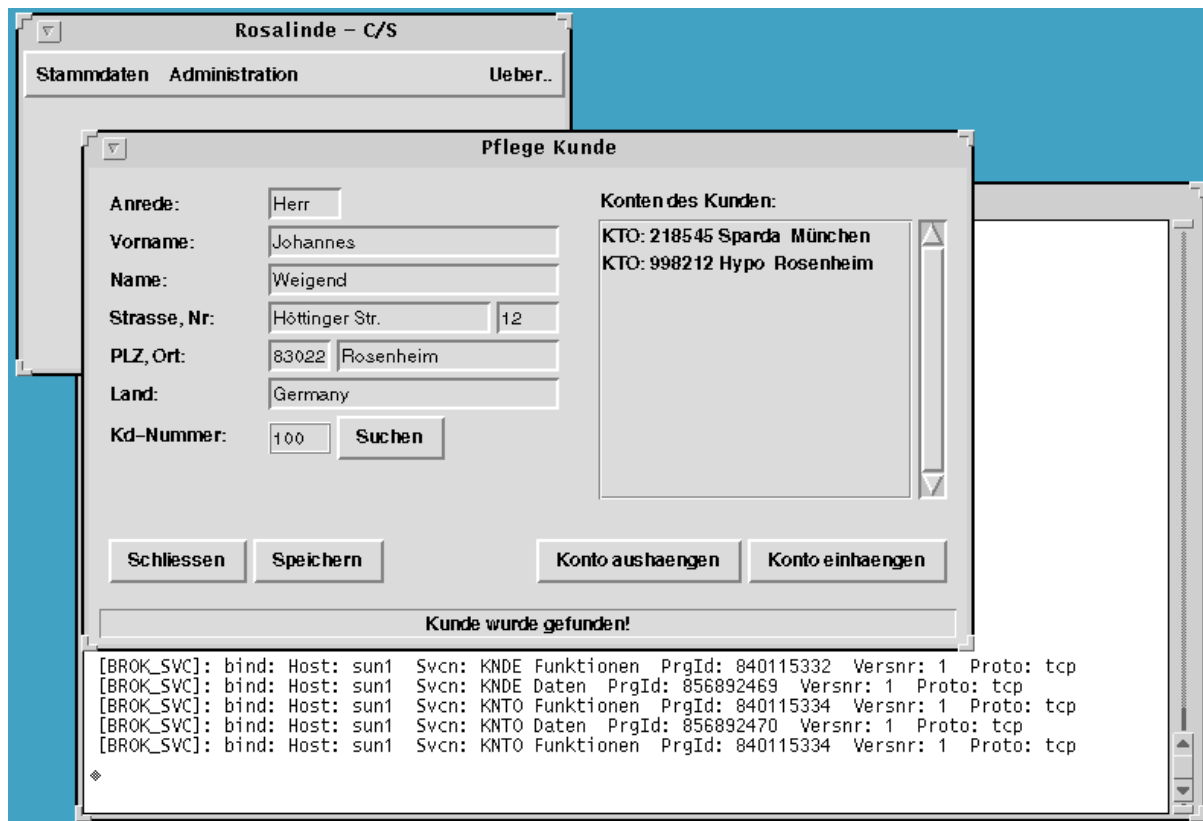 Rosalinde – C/S
Stammdaten Administration Ueber..
Pflege Kunde
Anrede: Herr
Vorname: Johannes
Name: Weigend
Strasse, Nr: Höttinger Str. 12
PLZ, Ort: 83022 Rosenheim
Land: Germany
Kd-Nummer: 100 Suchen
Konten des Kunden:
KTO: 218545 Sparda München
KTO: 998212 Hypo Rosenheim
Schliessen Speichern Konto aushaengen Konto einhaengen
Kunde wurde gefunden!
[BROK_SVC]: bind: Host: sun1 Svcn: KNDE Funktionen PrgId: 840115332 Versnr: 1 Proto: tcp
[BROK_SVC]: bind: Host: sun1 Svcn: KNDE Daten PrgId: 856892469 Versnr: 1 Proto: tcp
[BROK_SVC]: bind: Host: sun1 Svcn: KNTO Funktionen PrgId: 840115334 Versnr: 1 Proto: tcp
[BROK_SVC]: bind: Host: sun1 Svcn: KNTO Daten PrgId: 856892470 Versnr: 1 Proto: tcp
[BROK_SVC]: bind: Host: sun1 Svcn: KNTO Funktionen PrgId: 840115334 Versnr: 1 Proto: tcp